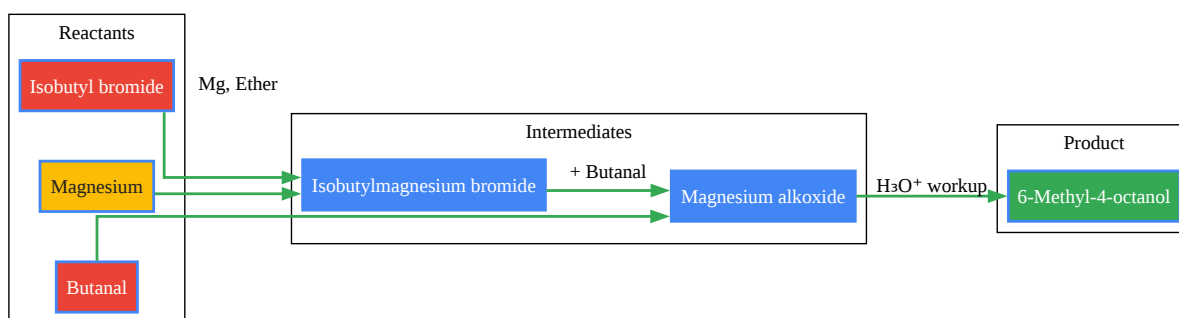 Reactants
Isobutyl bromide
Mg, Ether
Magnesium
Butanal
Intermediates
Isobutylmagnesium bromide
+ Butanal
Magnesium alkoxide
H₃O⁺ workup
Product
6-Methyl-4-octanol